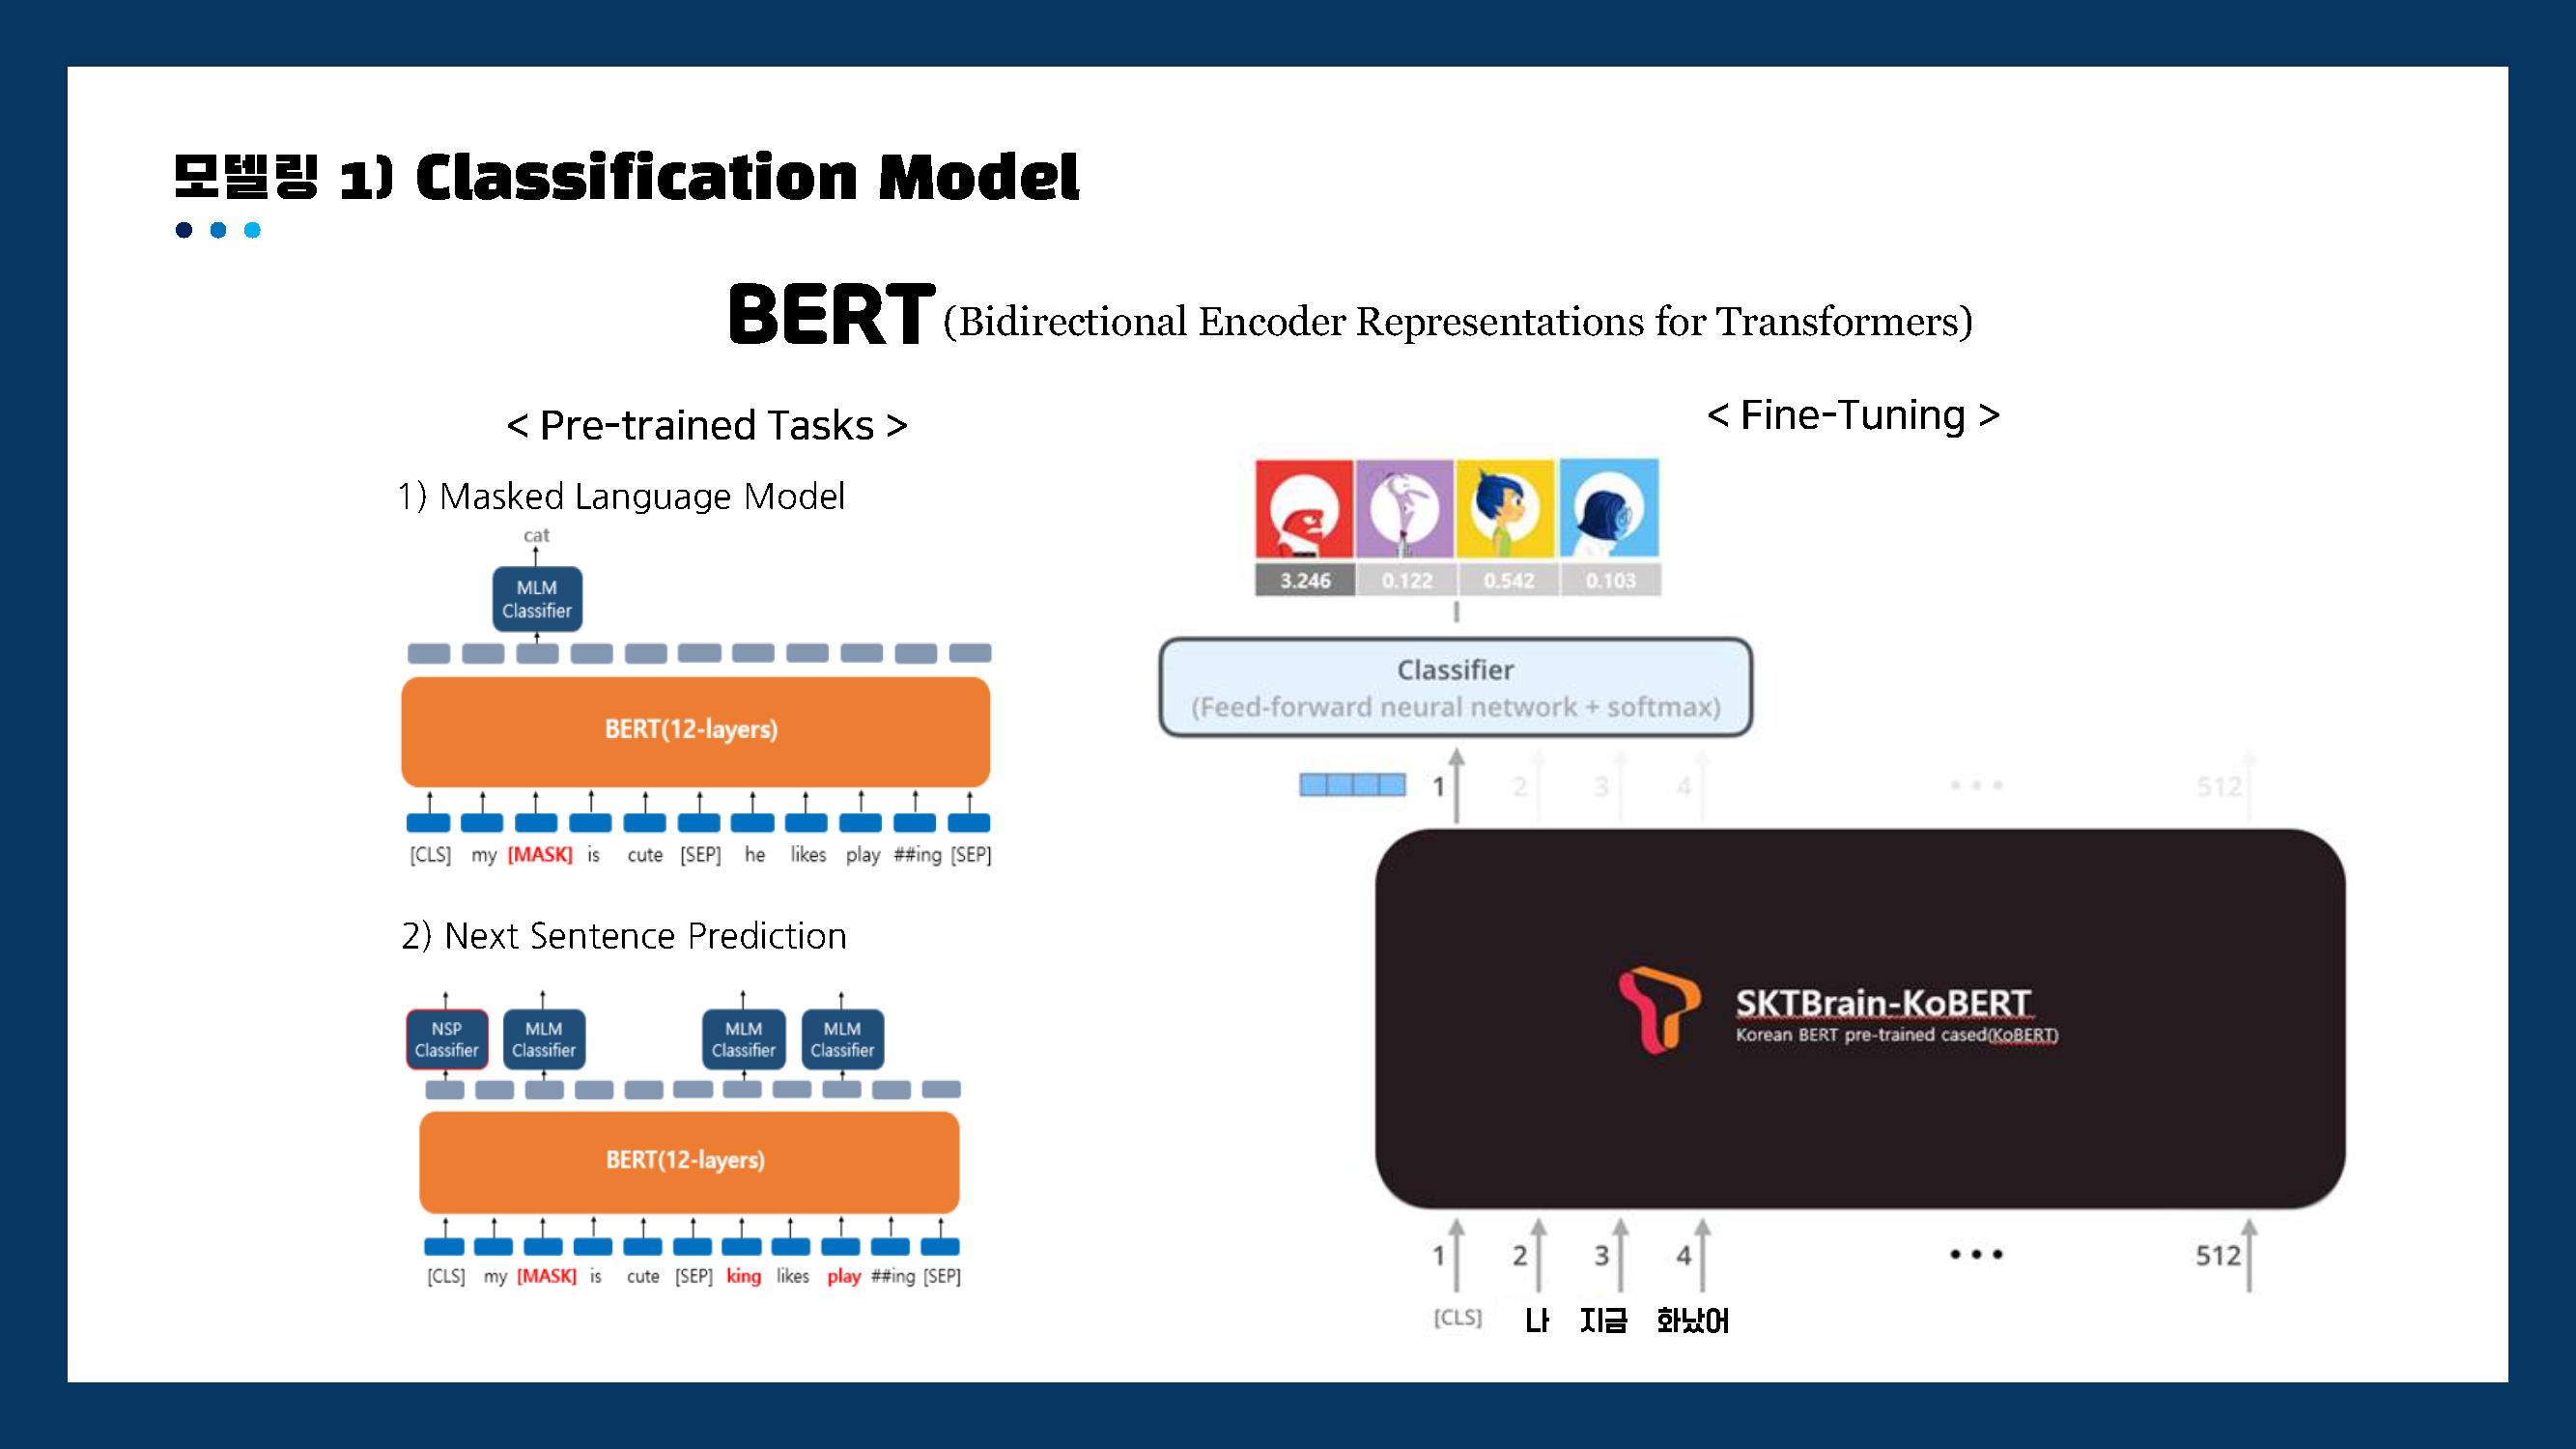 모델링 1) Classification Model
BERT (Bidirectional Encoder Representations for Transformers)
< Pre-trained Tasks >
1) Masked Language Model
cat
MLM
Classifier
BERT(12-layers)
[CLS] my [MASK] is cute [SEP] he likes play ##ing [SEP]
2) Next Sentence Prediction
NSP
Classifier
MLM
Classifier
MLM
Classifier
MLM
Classifier
BERT(12-layers)
[CLS] my [MASK] is cute [SEP] king likes play ##ing [SEP]
< Fine-Tuning >
3.246 0.122 0.542 0.103
Classifier
(Feed-forward neural network + softmax)
1 2 3 4 • • • 512
SKTBrain-KoBERT
Korean BERT pre-trained cased(KoBERT)
1 2 3 4 • • • 512
[CLS] 나 지금 화났어